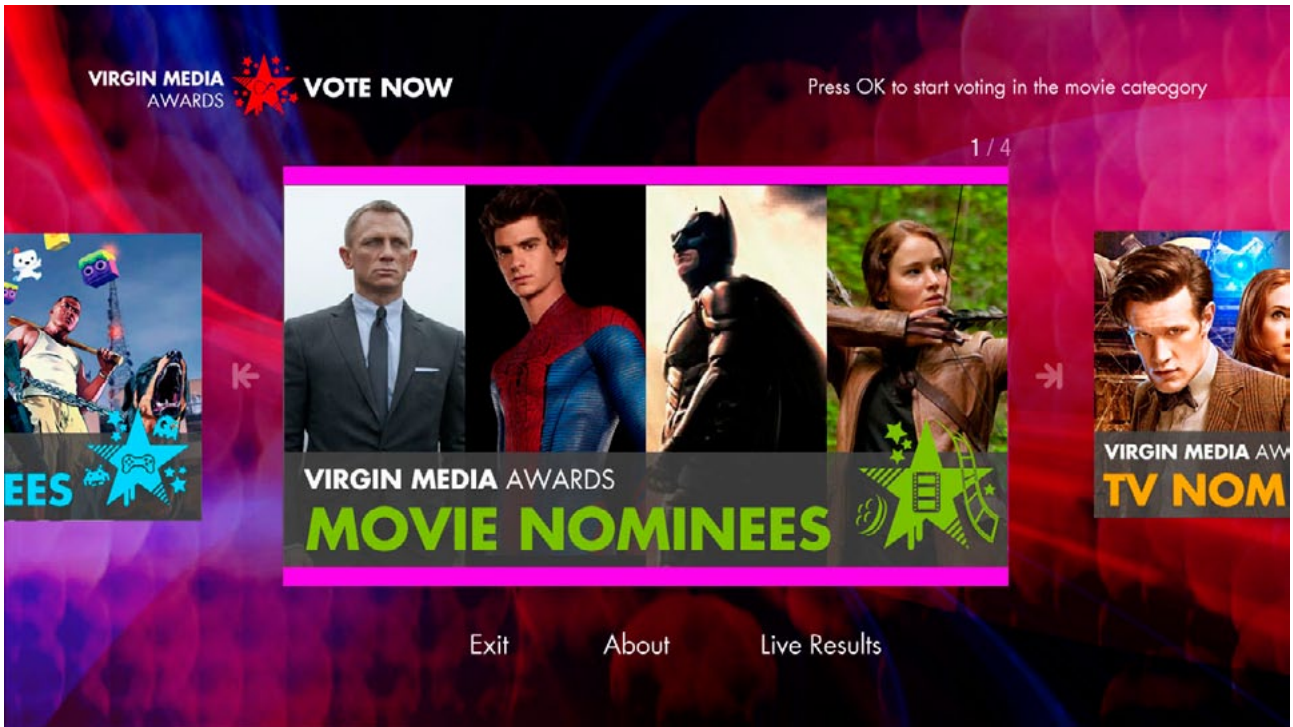 VIRGIN MEDIA
AWARDS
VOTE NOW
Press OK to start voting in the movie cateogory
1 / 4
EES
VIRGIN MEDIA AWARDS
MOVIE NOMINEES
VIRGIN MEDIA AW
TV NOM
Exit
About
Live Results